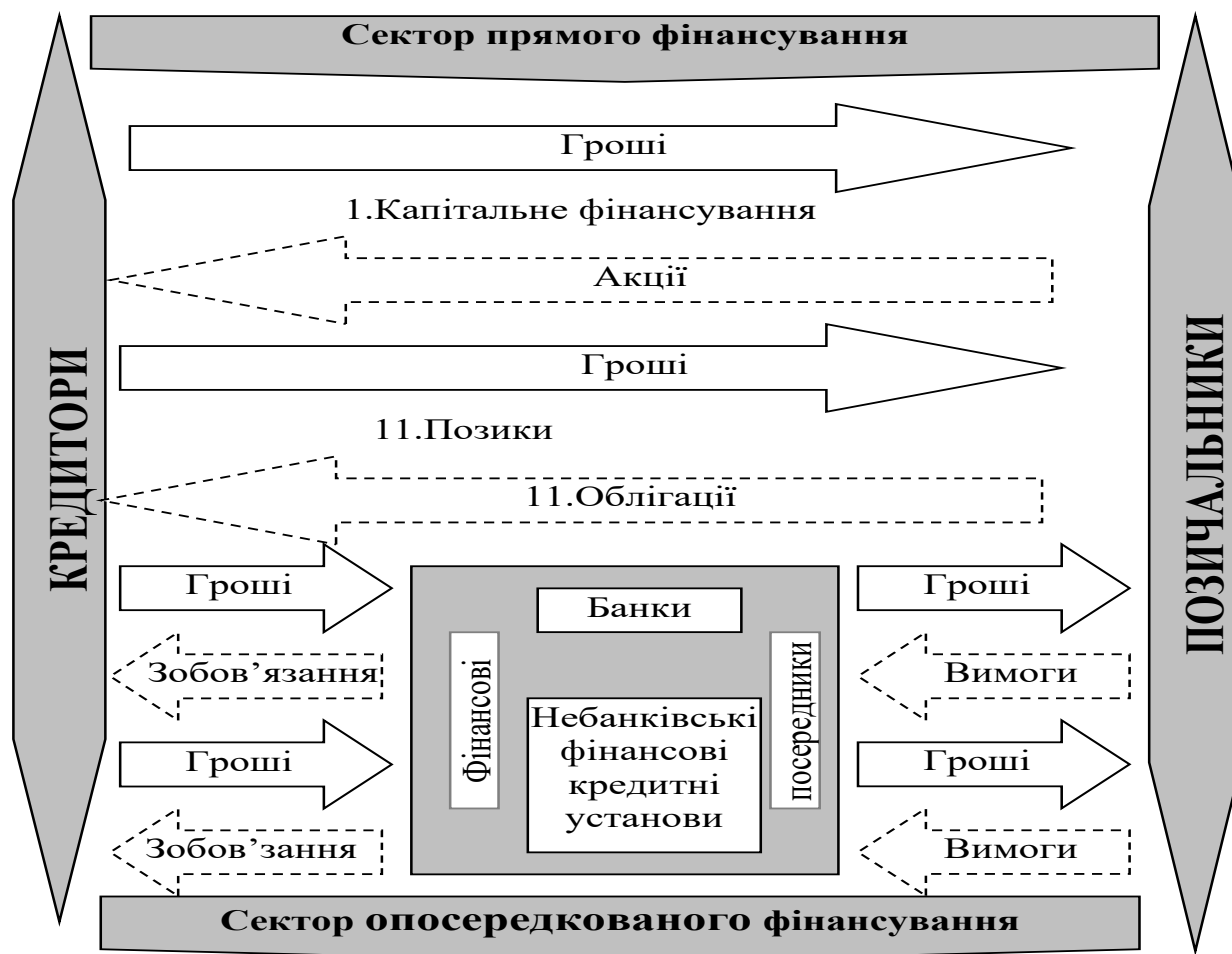 Сектор прямого фінансування
Гроші
1.Капітальне фінансування
Акції
Гроші
11.Позики
11.Облігації
КРЕДИТОРИ
ПОЗИЧАЛЬНИКИ
Гроші
Банки
Гроші
Зобов’язання
Фінансові
посередники
Вимоги
Небанківські
фінансові
кредитні
установи
Гроші
Гроші
Зобов’зання
Вимоги
Сектор опосередкованого фінансування